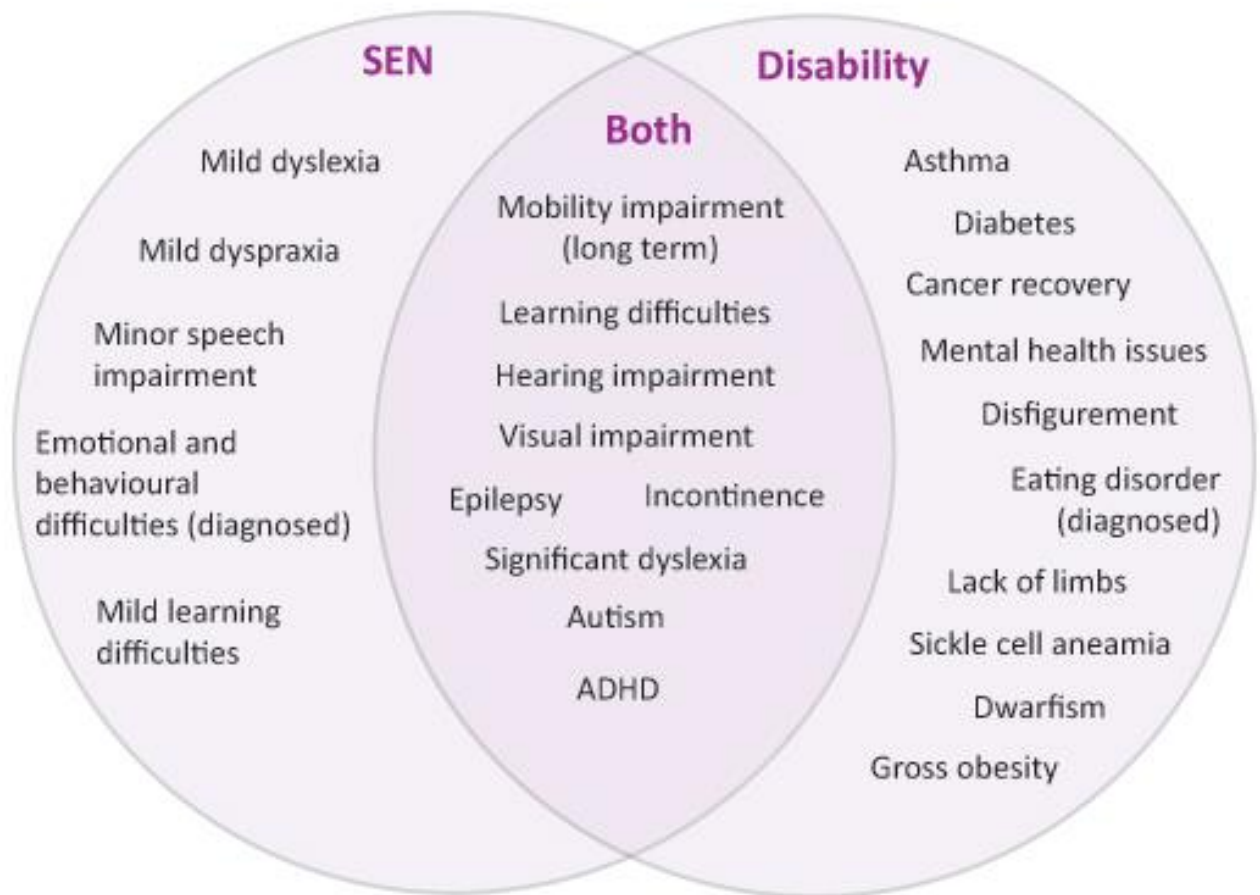 SEN
Mild dyslexia
Mild dyspraxia
Minor speech
impairment
Emotional and
behavioural
difficulties (diagnosed)
Mild learning
difficulties
Both
Mobility impairment
(long term)
Learning difficulties
Hearing impairment
Visual impairment
Epilepsy
Incontinence
Significant dyslexia
Autism
ADHD
Disability
Asthma
Diabetes
Cancer recovery
Mental health issues
Disfigurement
Eating disorder
(diagnosed)
Lack of limbs
Sickle cell aneamia
Dwarfism
Gross obesity